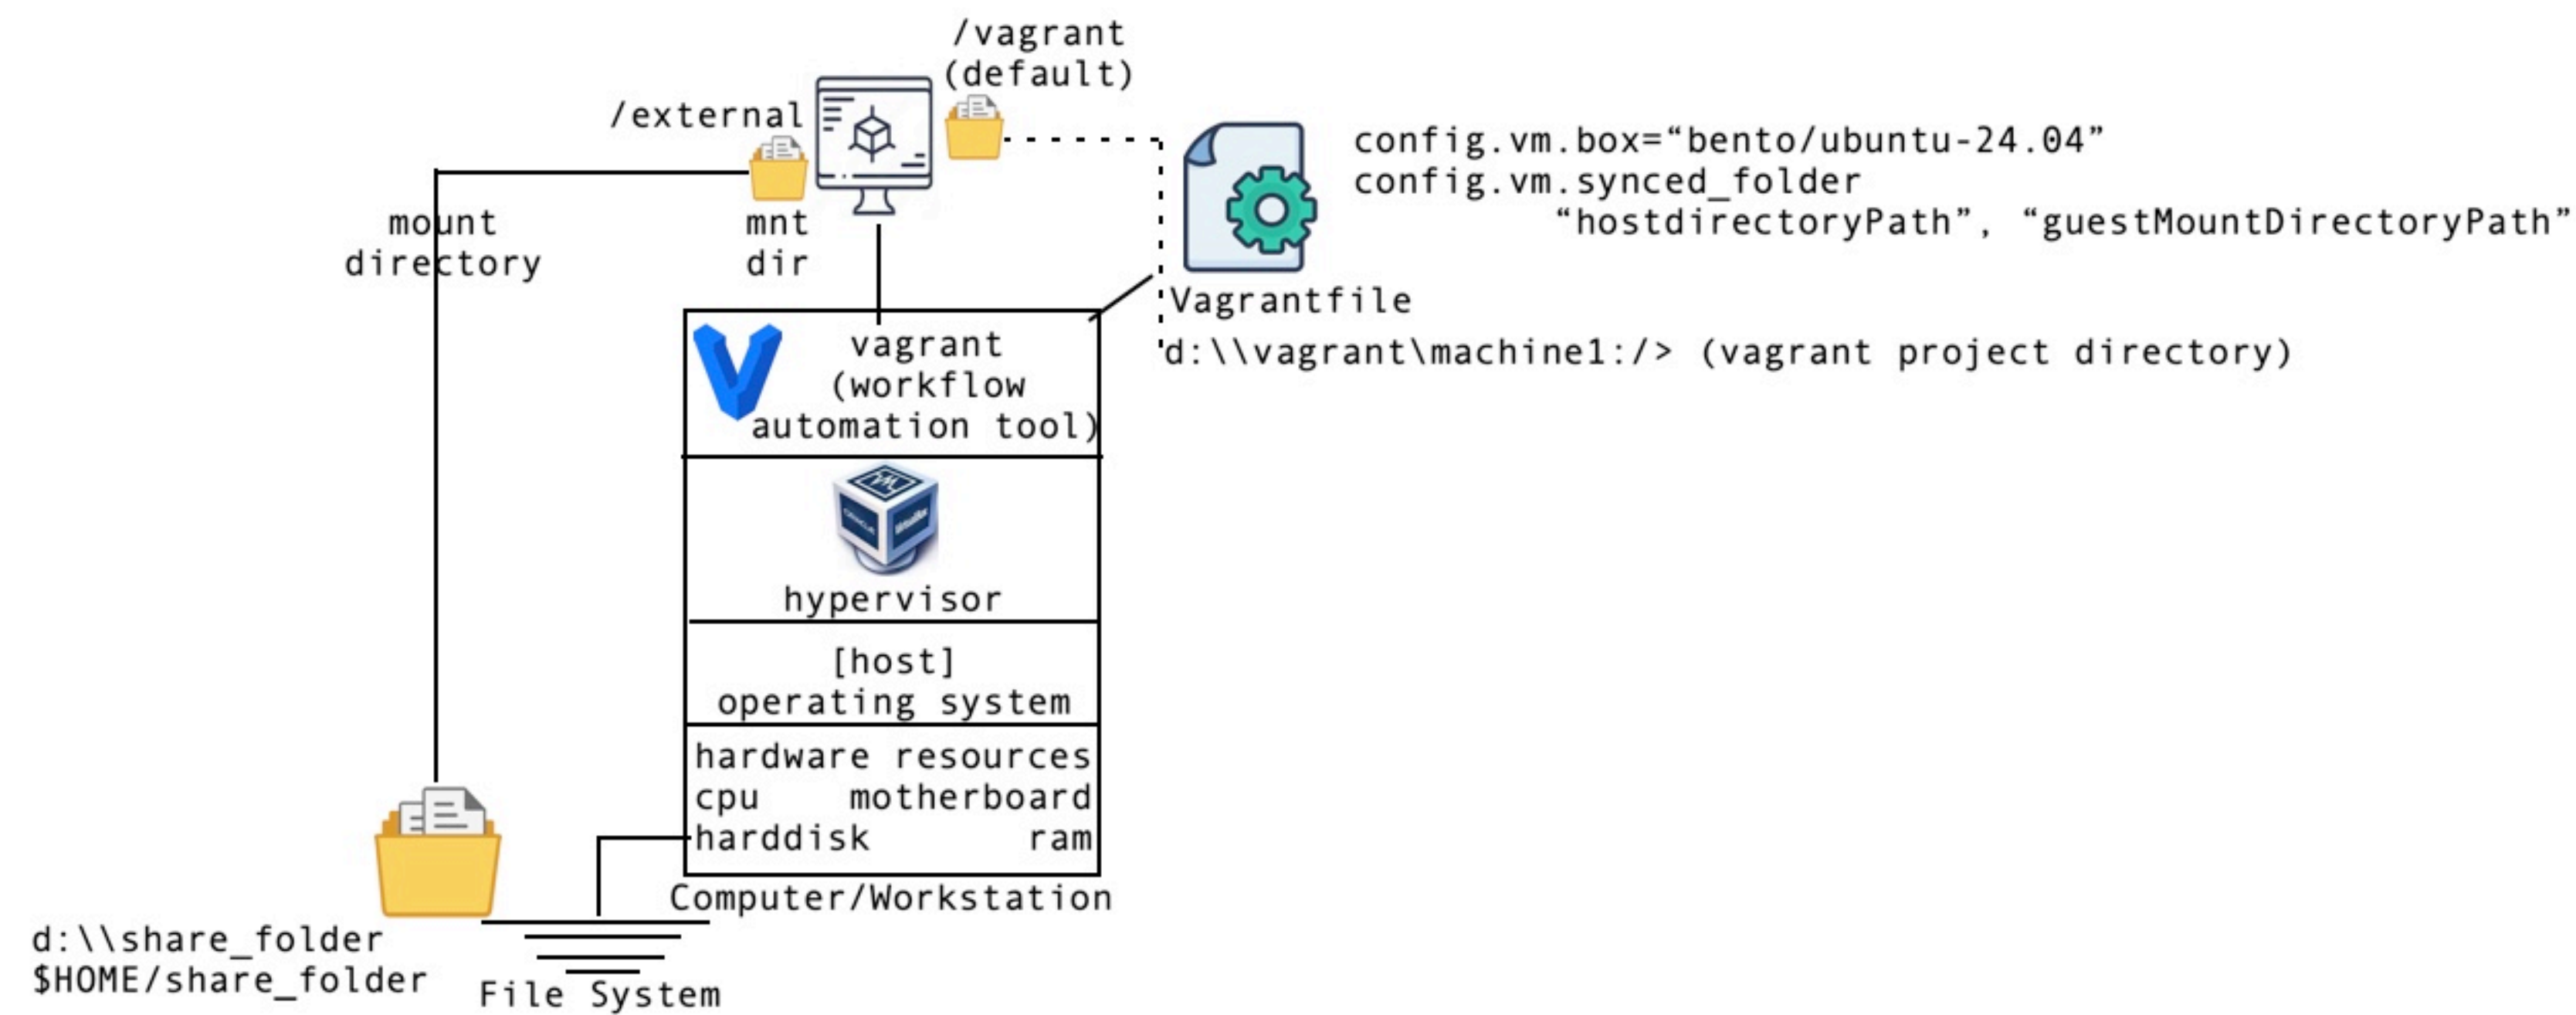 /vagrant
(default)
/external
mnt
dir
mount
directory
config.vm.box=“bento/ubuntu-24.04”
config.vm.synced_folder
“hostdirectoryPath”, “guestMountDirectoryPath”
Vagrantfile
d:\\vagrant\machine1:/> (vagrant project directory)
vagrant
(workflow
automation tool)
ORACLE
VirtualBox
hypervisor
[host]
operating system
hardware resources
cpu motherboard
harddisk ram
Computer/Workstation
d:\\share_folder
$HOME/share_folder
File System